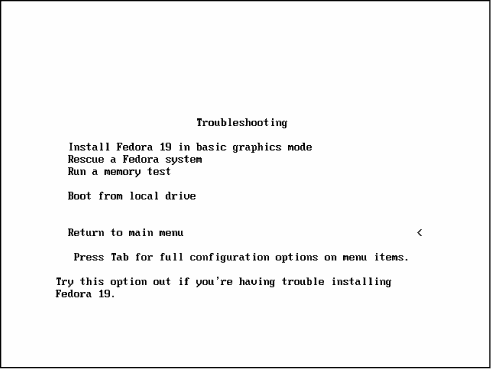 Troubleshooting
Install Fedora 19 in basic graphics mode
Rescue a Fedora system
Run a memory test
Boot from local drive
Return to main menu <
Press Tab for full configuration options on menu items.
Try this option out if you're having trouble installing
Fedora 19.